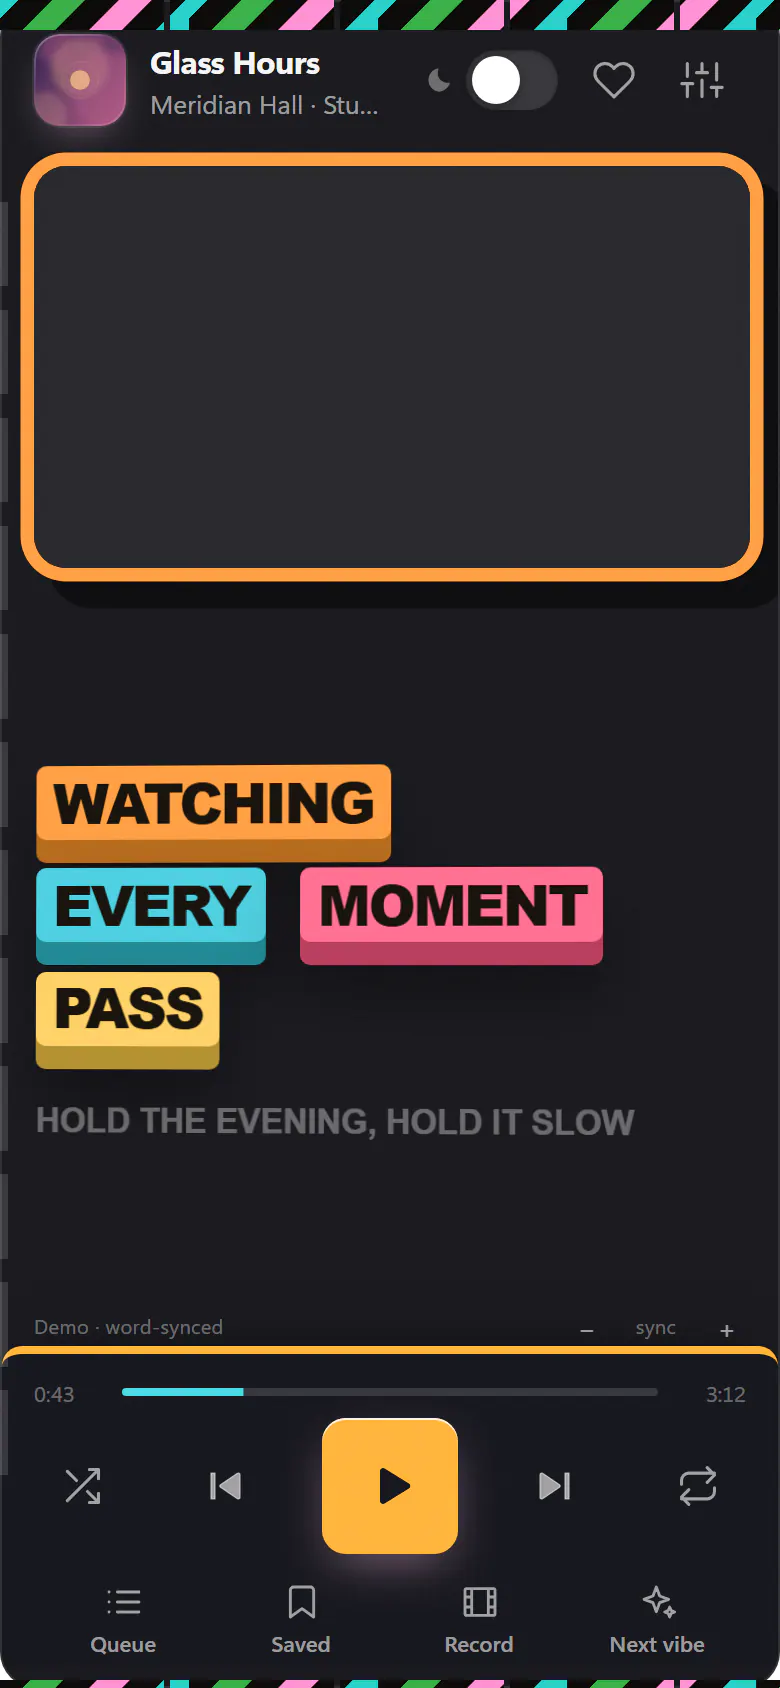 Glass Hours
Meridian Hall · Stu...
WATCHING
EVERY MOMENT
PASS
HOLD THE EVENING, HOLD IT SLOW
Demo · word-synced − sync +
0:43 3:12
Queue Saved Record Next vibe